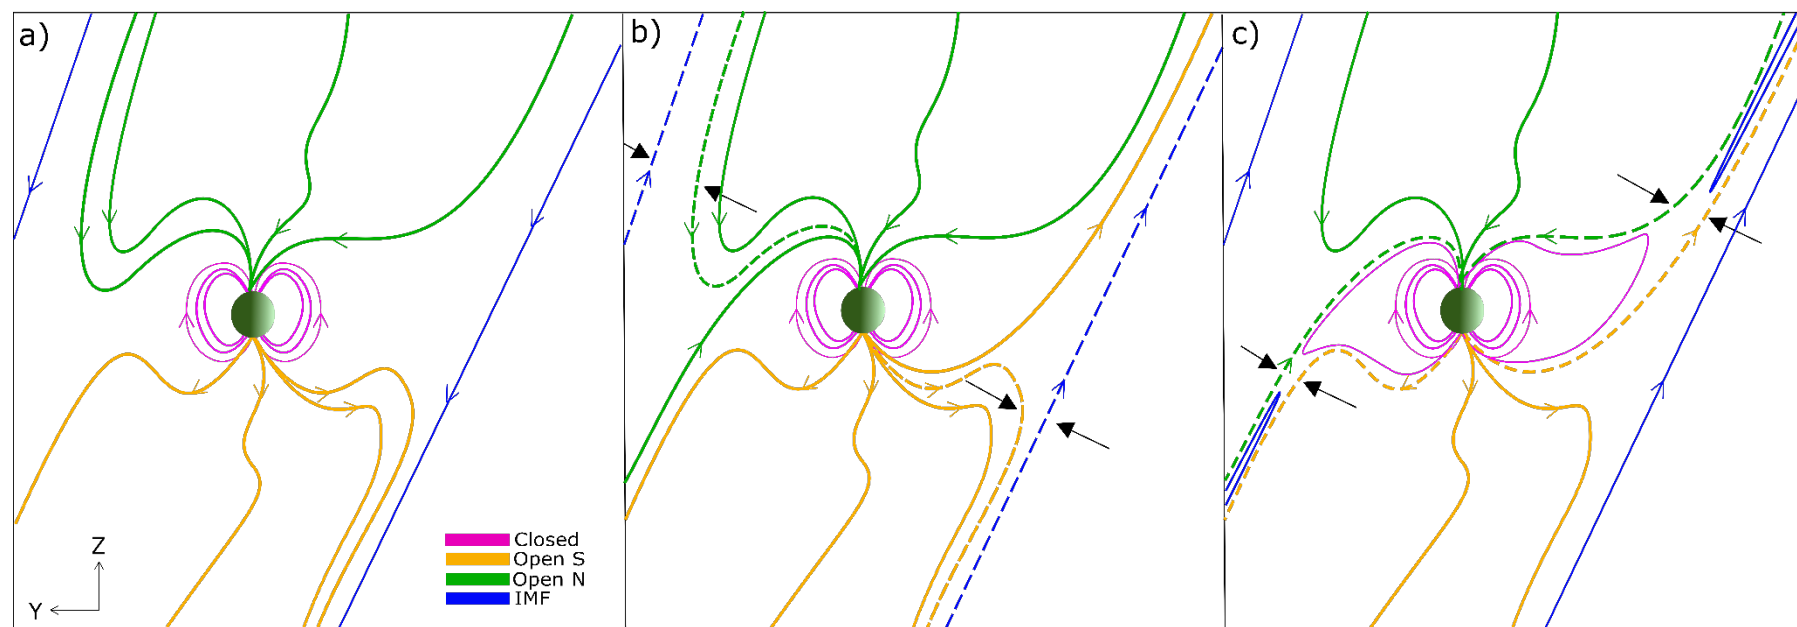 a)
b)
c)
Closed
Open S
Open N
IMF
Z
Y